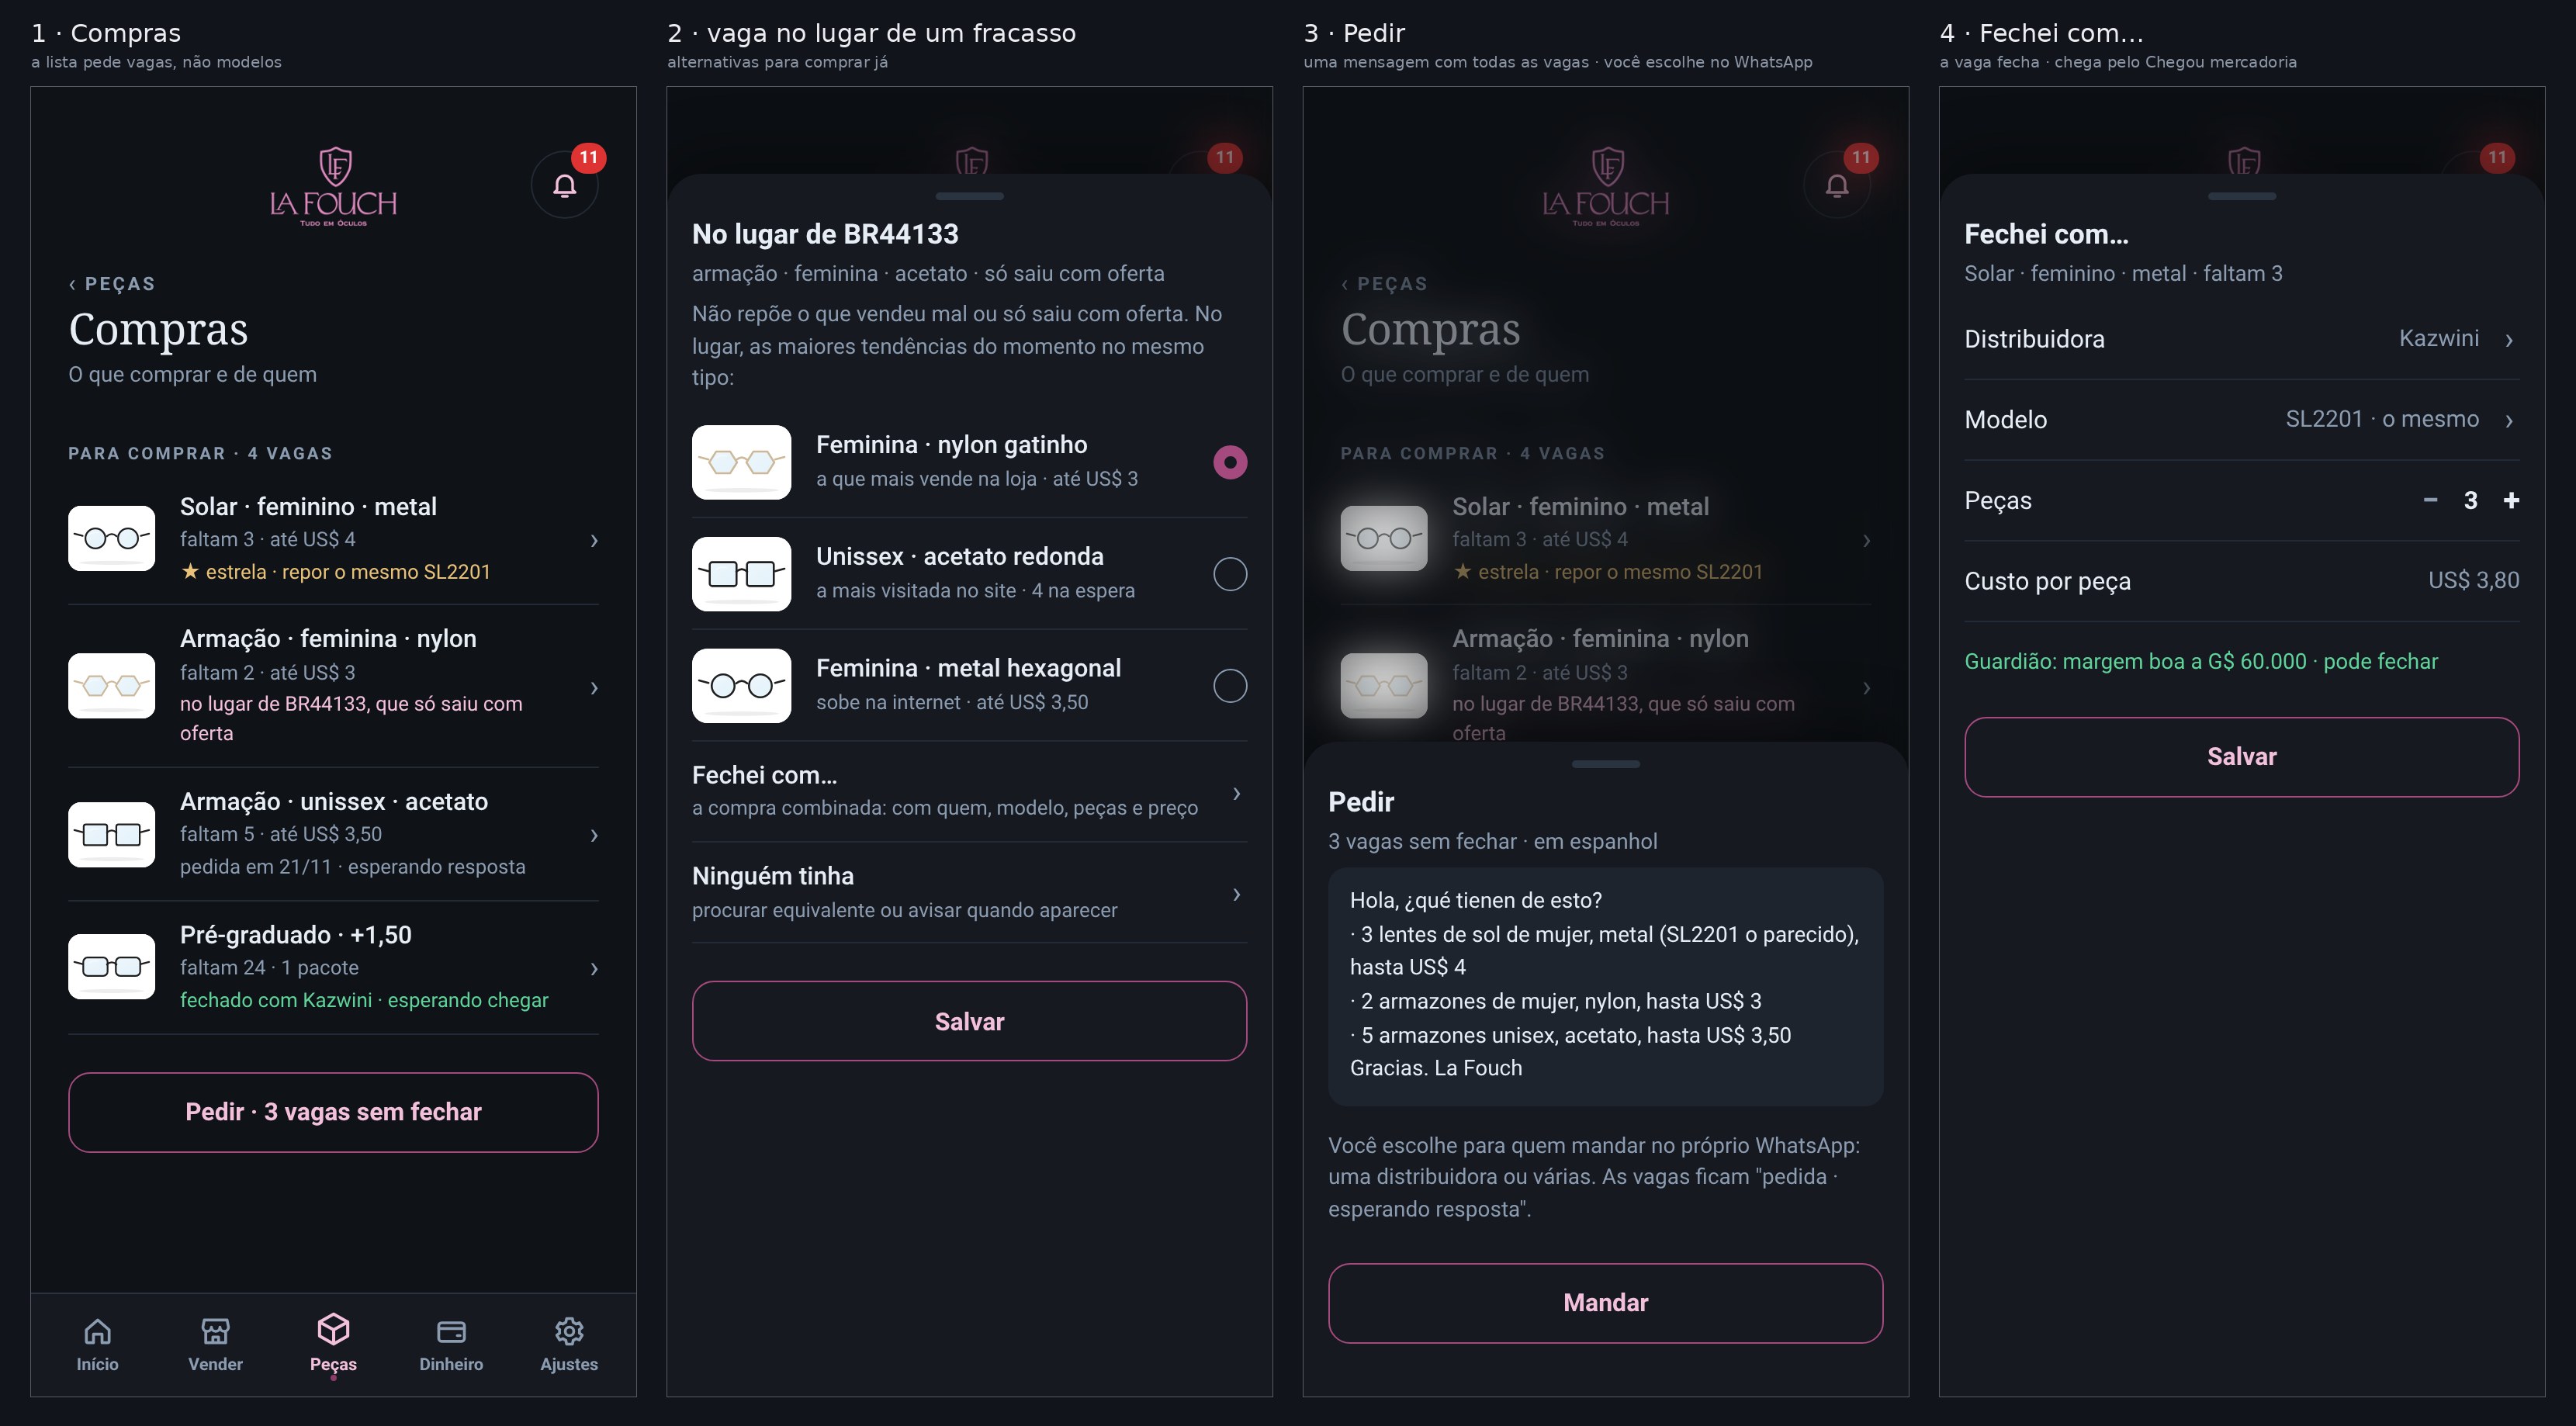 1 · Compras
a lista pede vagas, não modelos
11
LF
LA FOUCH
TUDO EM ÓCULOS
‹ PEÇAS
Compras
O que comprar e de quem
PARA COMPRAR · 4 VAGAS
Solar · feminino · metal
faltam 3 · até US$ 4
★ estrela · repor o mesmo SL2201
Armação · feminina · nylon
faltam 2 · até US$ 3
no lugar de BR44133, que só saiu com
oferta
Armação · unissex · acetato
faltam 5 · até US$ 3,50
pedida em 21/11 · esperando resposta
Pré-graduado · +1,50
faltam 24 · 1 pacote
fechado com Kazwini · esperando chegar
Pedir · 3 vagas sem fechar
Início
Vender
Peças
Dinheiro
Ajustes
2 · vaga no lugar de um fracasso
alternativas para comprar já
11
LF
No lugar de BR44133
armação · feminina · acetato · só saiu com oferta
Não repõe o que vendeu mal ou só saiu com oferta. No
lugar, as maiores tendências do momento no mesmo
tipo:
Feminina · nylon gatinho
a que mais vende na loja · até US$ 3
Unissex · acetato redonda
a mais visitada no site · 4 na espera
Feminina · metal hexagonal
sobe na internet · até US$ 3,50
Fechei com…
a compra combinada: com quem, modelo, peças e preço
Ninguém tinha
procurar equivalente ou avisar quando aparecer
Salvar
3 · Pedir
uma mensagem com todas as vagas · você escolhe no WhatsApp
11
LF
LA FOUCH
TUDO EM ÓCULOS
‹ PEÇAS
Compras
O que comprar e de quem
PARA COMPRAR · 4 VAGAS
Solar · feminino · metal
faltam 3 · até US$ 4
★ estrela · repor o mesmo SL2201
Armação · feminina · nylon
faltam 2 · até US$ 3
no lugar de BR44133, que só saiu com
oferta
Pedir
3 vagas sem fechar · em espanhol
Hola, ¿qué tienen de esto?
· 3 lentes de sol de mujer, metal (SL2201 o parecido),
hasta US$ 4
· 2 armazones de mujer, nylon, hasta US$ 3
· 5 armazones unisex, acetato, hasta US$ 3,50
Gracias. La Fouch
Você escolhe para quem mandar no próprio WhatsApp:
uma distribuidora ou várias. As vagas ficam "pedida ·
esperando resposta".
Mandar
4 · Fechei com…
a vaga fecha · chega pelo Chegou mercadoria
11
LF
Fechei com…
Solar · feminino · metal · faltam 3
Distribuidora
Kazwini ›
Modelo
SL2201 · o mesmo ›
Peças
− 3 +
Custo por peça
US$ 3,80
Guardião: margem boa a G$ 60.000 · pode fechar
Salvar